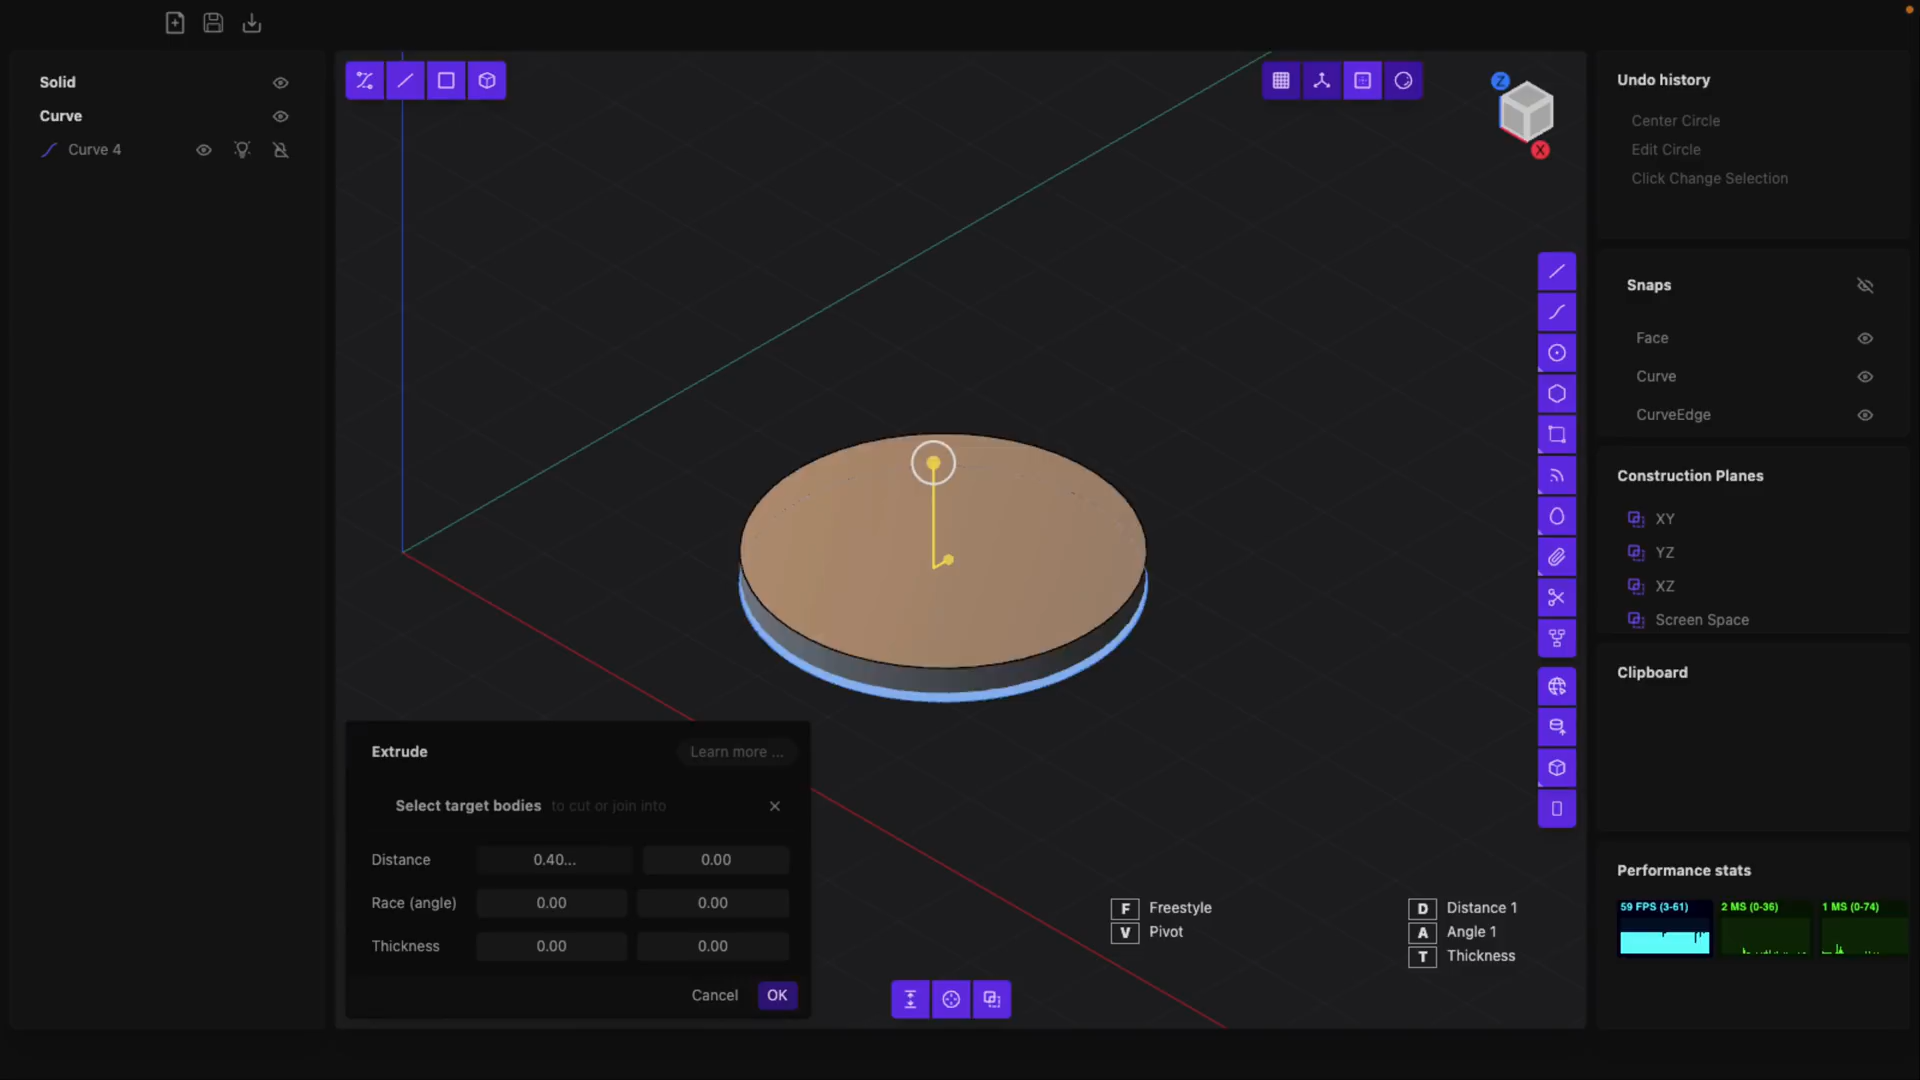 Solid
Curve
Curve 4
Z
X
Undo history
Center Circle
Edit Circle
Click Change Selection
Snaps
Face
Curve
CurveEdge
Construction Planes
XY
YZ
XZ
Screen Space
Clipboard
Performance stats
59 FPS (3-61)
2 MS (0-36)
1 MS (0-74)
Extrude
Learn more ...
Select target bodies to cut or join into
Distance 0.40... 0.00
Race (angle) 0.00 0.00
Thickness 0.00 0.00
Cancel OK
F Freestyle
V Pivot
D Distance 1
A Angle 1
T Thickness